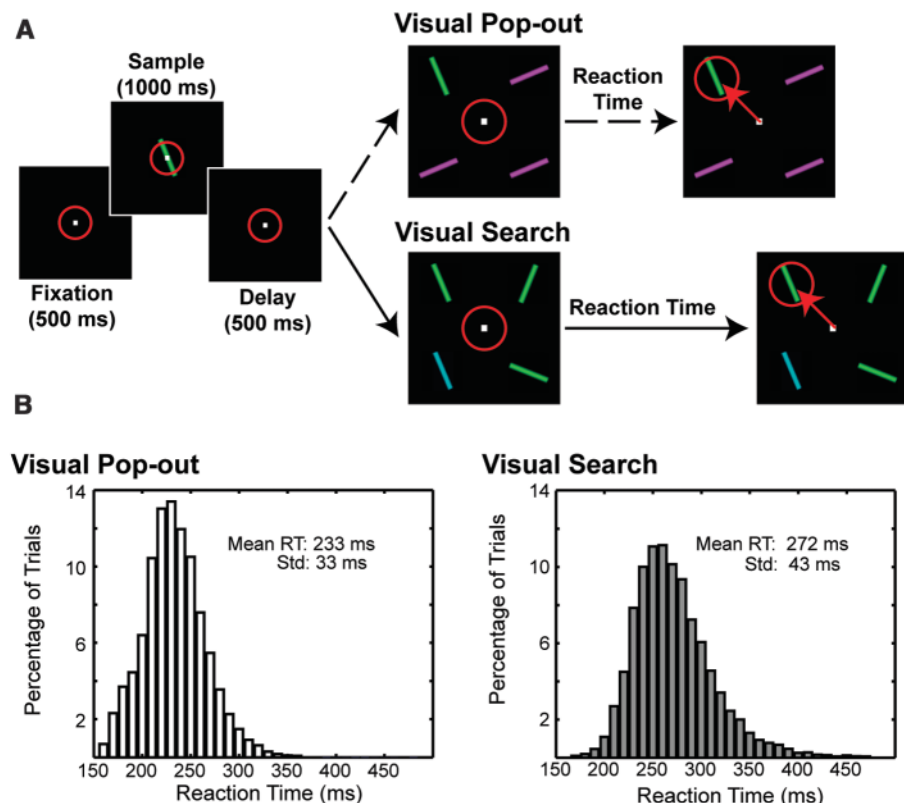 A
Sample
(1000 ms)
Fixation
(500 ms)
Delay
(500 ms)
Visual Pop-out
Reaction
Time
Visual Search
Reaction Time
B
Visual Pop-out
Percentage of Trials
14
10
6
2
Mean RT: 233 ms
Std: 33 ms
150 200 250 300 350 400 450
Reaction Time (ms)
Visual Search
Percentage of Trials
14
10
6
2
Mean RT: 272 ms
Std: 43 ms
150 200 250 300 350 400 450
Reaction Time (ms)